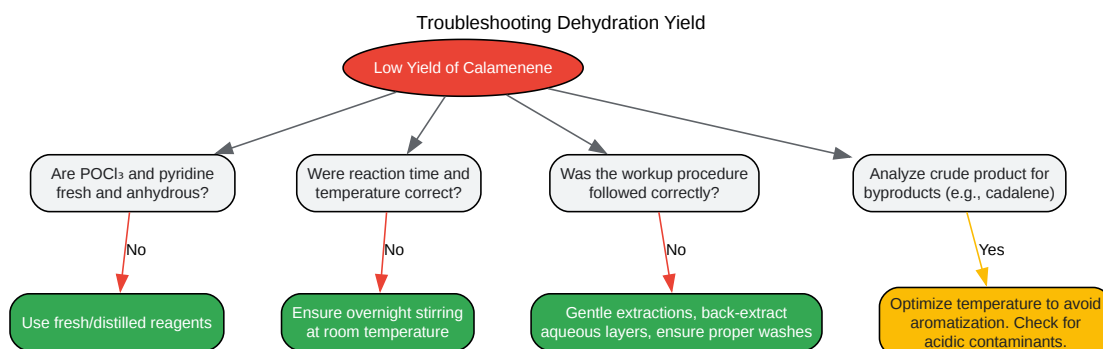 Troubleshooting Dehydration Yield
Low Yield of Calamenene
Are POCl₃ and pyridine
fresh and anhydrous?
Were reaction time and
temperature correct?
Was the workup procedure
followed correctly?
Analyze crude product for
byproducts (e.g., cadalene)
No
No
No
Yes
Use fresh/distilled reagents
Ensure overnight stirring
at room temperature
Gentle extractions, back-extract
aqueous layers, ensure proper washes
Optimize temperature to avoid
aromatization. Check for
acidic contaminants.